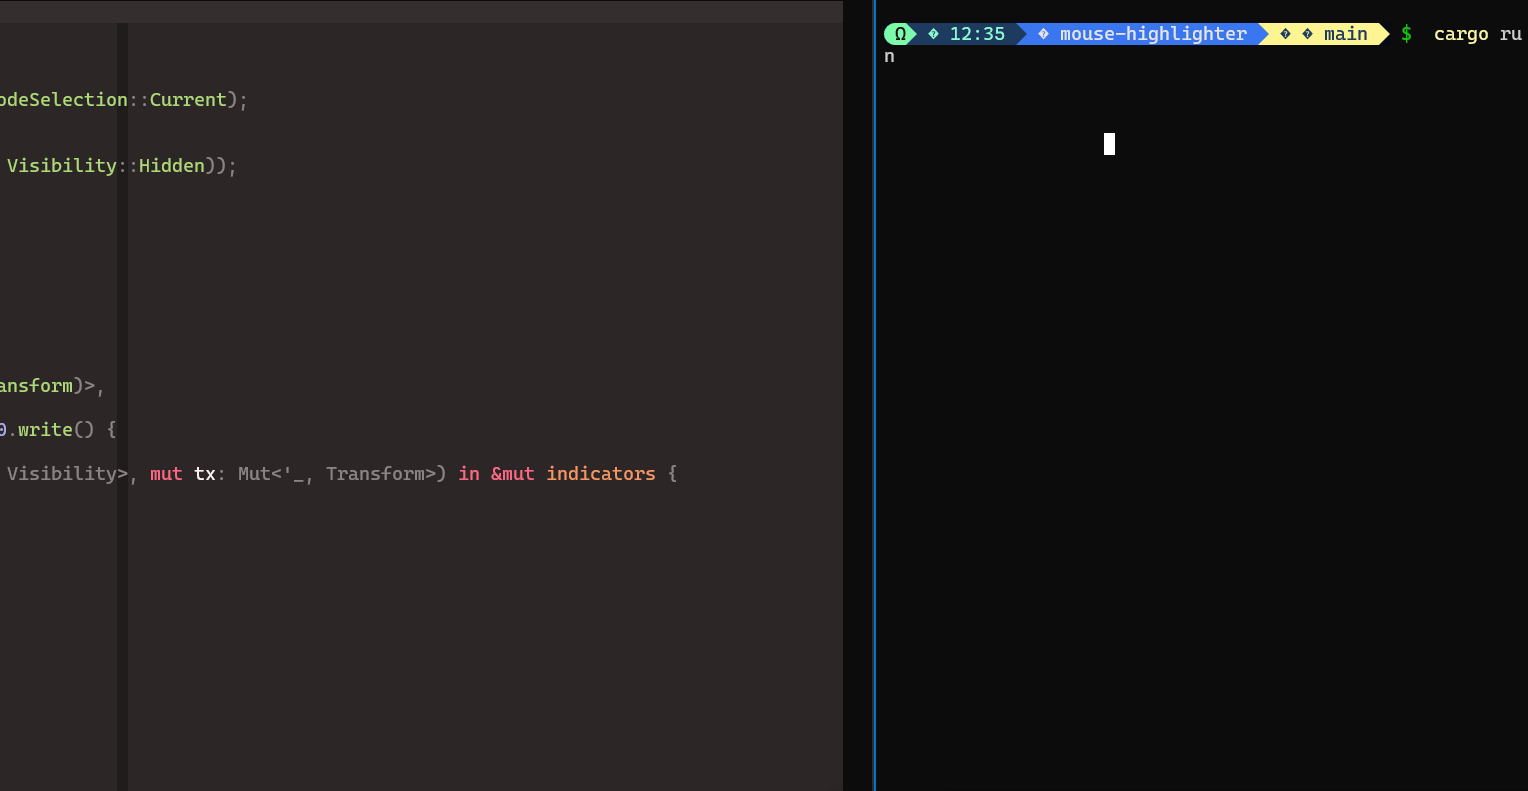 odeSelection::Current);
Visibility::Hidden));
ansform)>,
0.write() {
Visibility>, mut tx: Mut<'_, Transform>) in &mut indicators {
Ω � 12:35 � mouse-highlighter � � main $ cargo ru
n